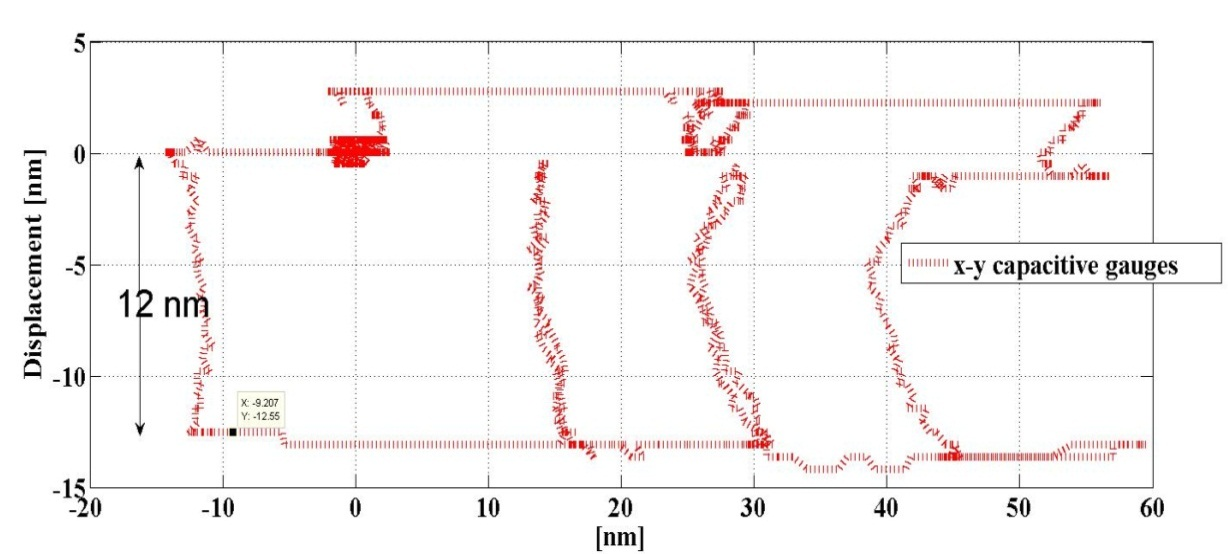 5
0
-5
-10
-15
Displacement [nm]
12 nm
X: -9.207
Y: -12.55
x-y capacitive gauges
-20 -10 0 10 20 30 40 50 60
[nm]